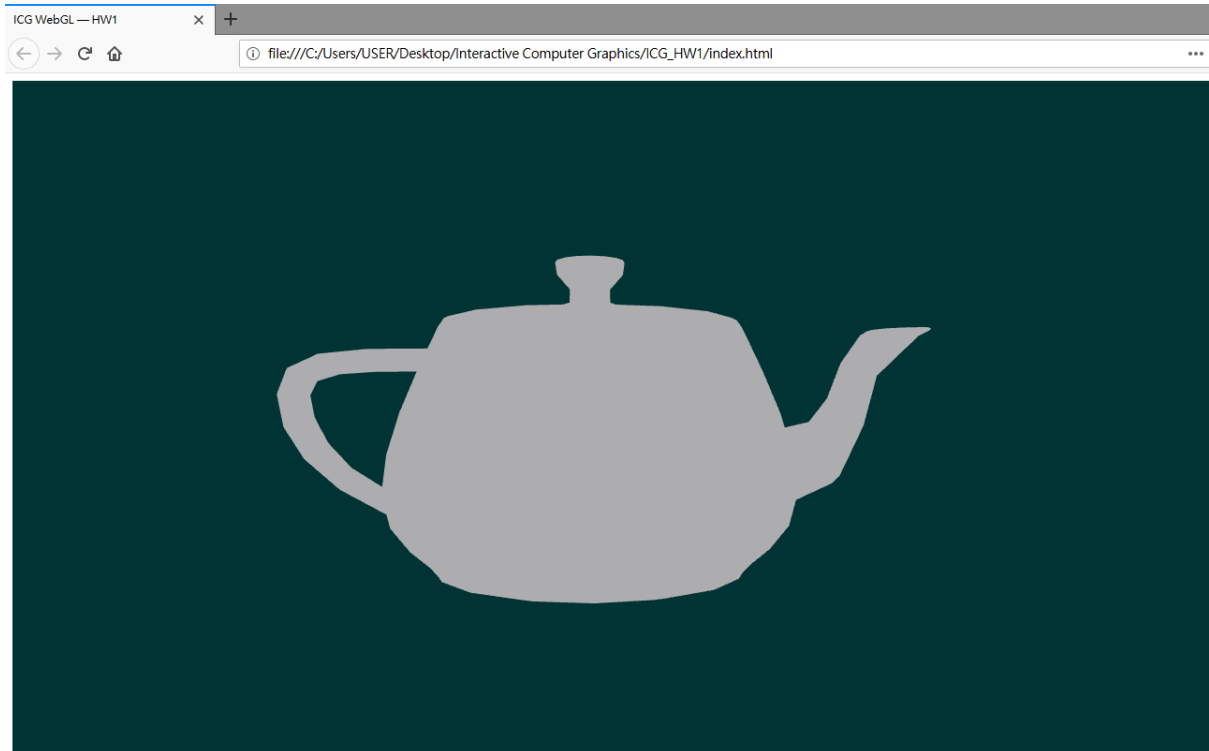 ICG WebGL — HW1
file:///C:/Users/USER/Desktop/Interactive Computer Graphics/ICG_HW1/index.html